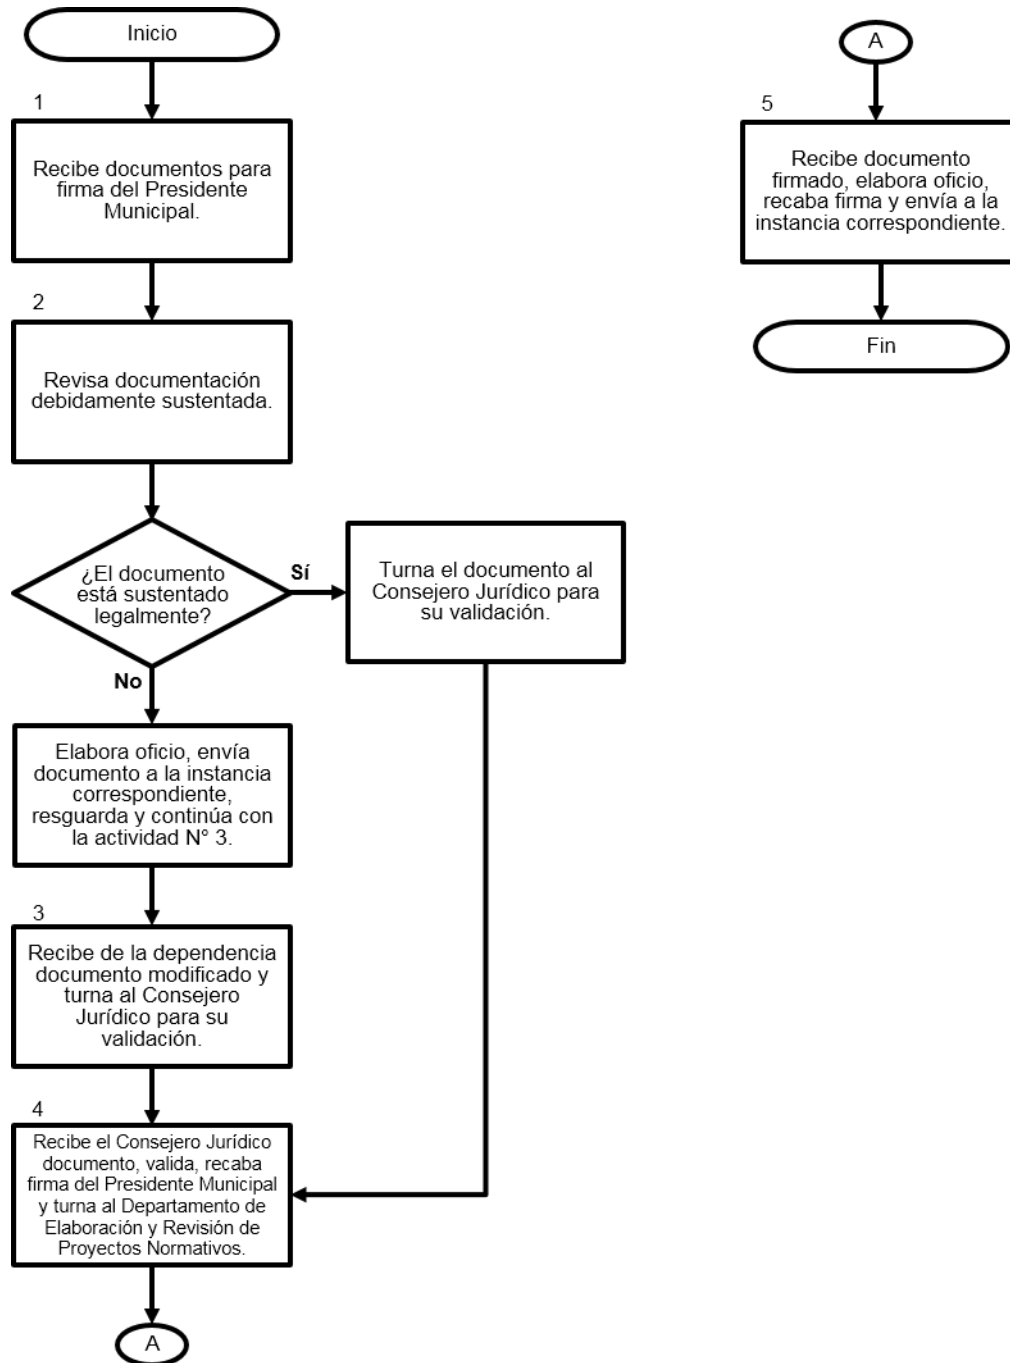 Inicio
1
Recibe documentos para
firma del Presidente
Municipal.
2
Revisa documentación
debidamente sustentada.
¿El documento
está sustentado
legalmente?
Sí
Turna el documento al
Consejero Jurídico para
su validación.
No
Elabora oficio, envía
documento a la instancia
correspondiente,
resguarda y continúa con
la actividad N° 3.
3
Recibe de la dependencia
documento modificado y
turna al Consejero
Jurídico para su
validación.
4
Recibe el Consejero Jurídico
documento, valida, recaba
firma del Presidente Municipal
y turna al Departamento de
Elaboración y Revisión de
Proyectos Normativos.
A
A
5
Recibe documento
firmado, elabora oficio,
recaba firma y envía a la
instancia correspondiente.
Fin